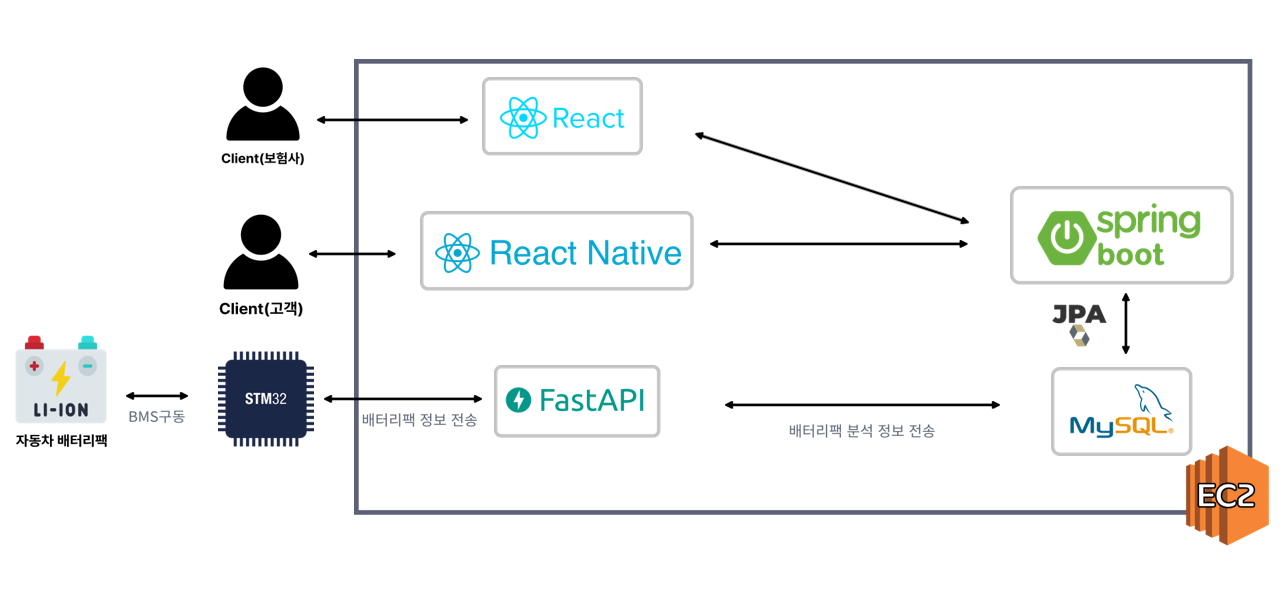 Client(보험사)
React
Client(고객)
React Native
spring
boot
JPA
LI-ION
자동차 배터리팩
BMS구동
STM32
배터리팩 정보 전송
FastAPI
배터리팩 분석 정보 전송
MySQL®
EC2